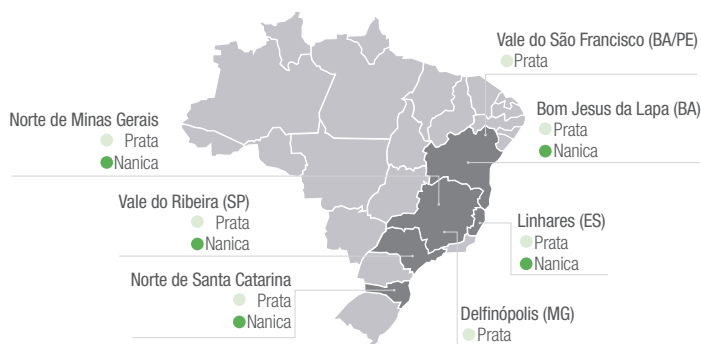 Vale do São Francisco (BA/PE)
Prata
Bom Jesus da Lapa (BA)
Prata
Nanica
Norte de Minas Gerais
Prata
Nanica
Vale do Ribeira (SP)
Prata
Nanica
Linhares (ES)
Prata
Nanica
Norte de Santa Catarina
Prata
Nanica
Delfinópolis (MG)
Prata